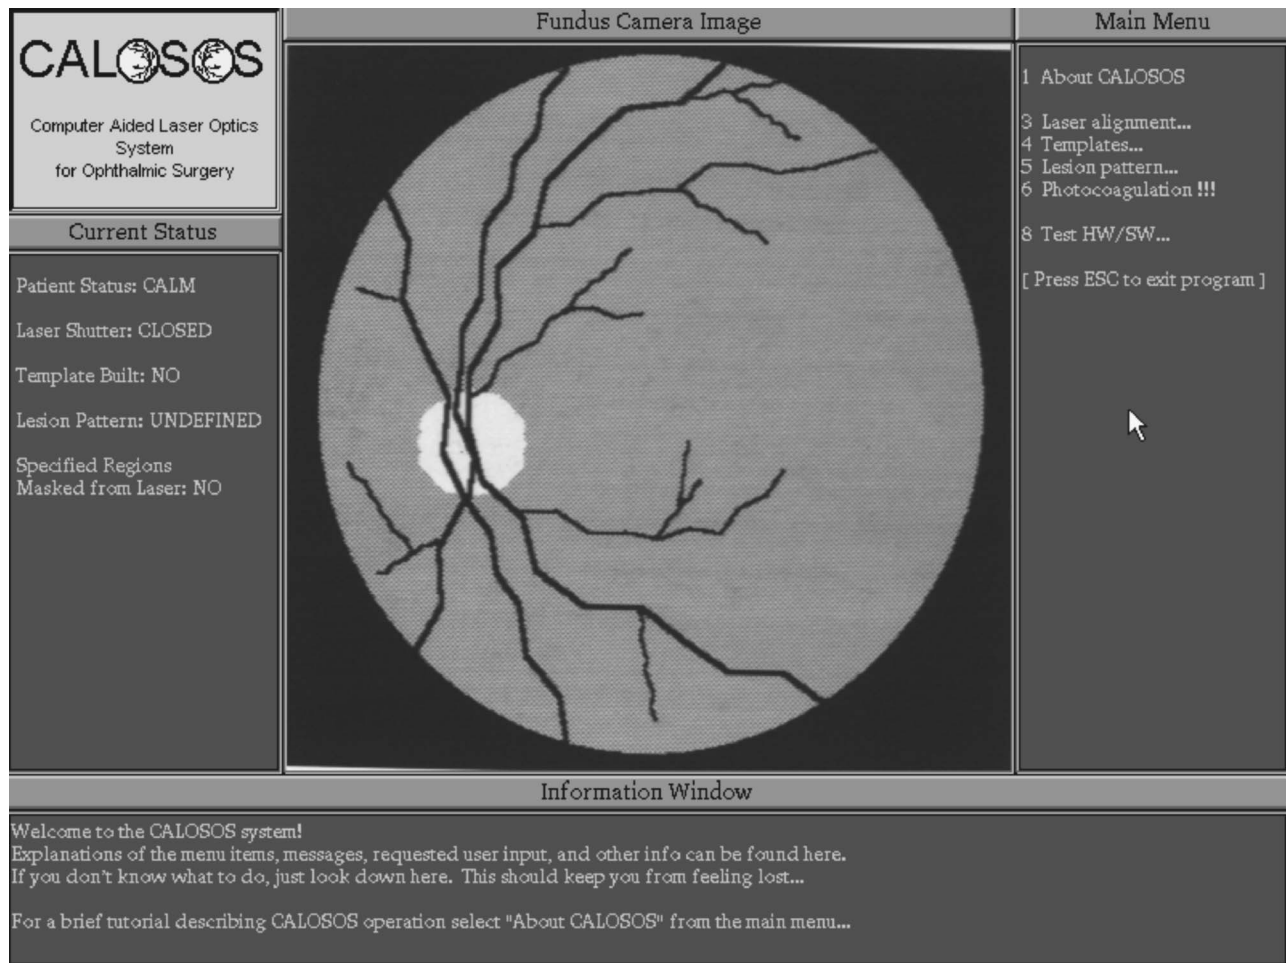 CALOSOS
Computer Aided Laser Optics
System
for Ophthalmic Surgery
Current Status
Patient Status: CALM
Laser Shutter: CLOSED
Template Built: NO
Lesion Pattern: UNDEFINED
Specified Regions
Masked from Laser: NO
Fundus Camera Image
Main Menu
1 About CALOSOS
3 Laser alignment...
4 Templates...
5 Lesion pattern...
6 Photocoagulation !!!
8 Test HW/SW...
[ Press ESC to exit program ]
Information Window
Welcome to the CALOSOS system!
Explanations of the menu items, messages, requested user input, and other info can be found here.
If you don't know what to do, just look down here. This should keep you from feeling lost...
For a brief tutorial describing CALOSOS operation select "About CALOSOS" from the main menu...